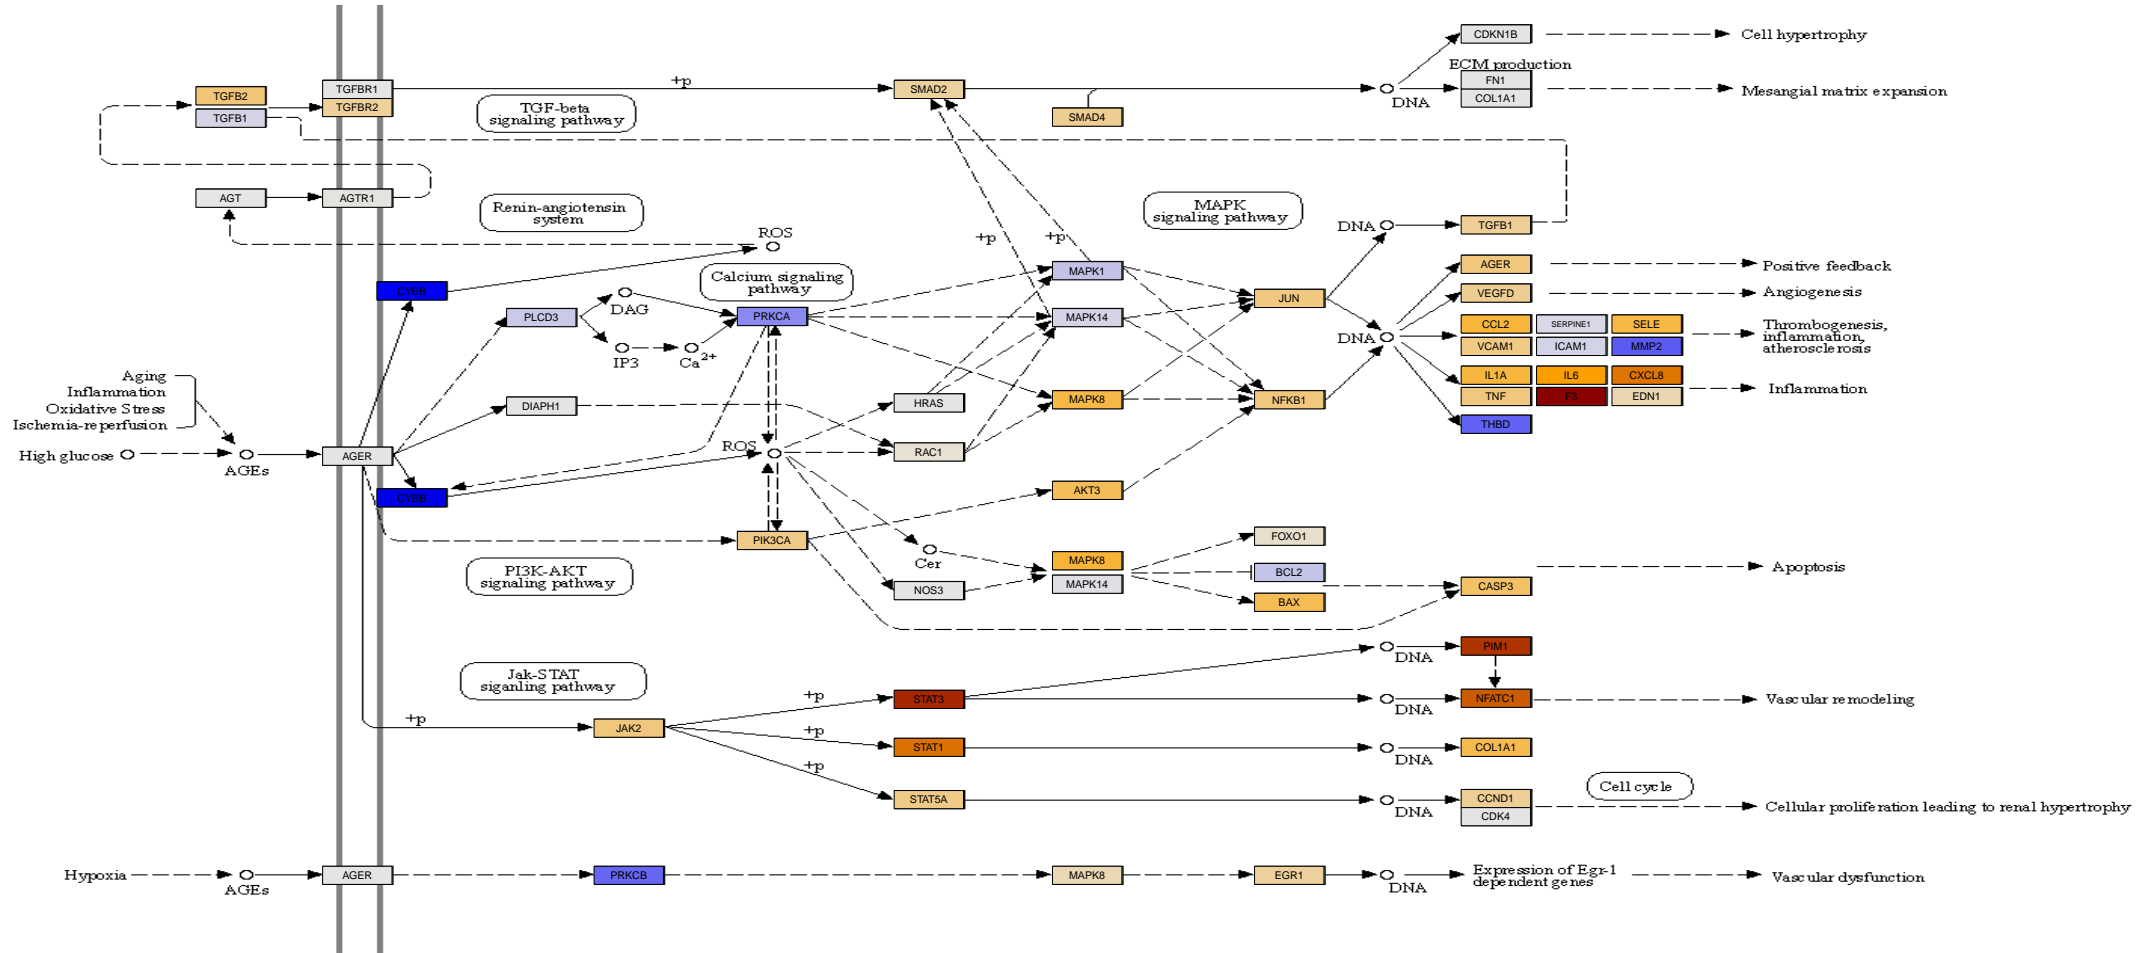 CDKN1B
Cell hypertrophy
ECM production
FN1
COL1A1
Mesangial matrix expansion
DNA
TGFB2
TGFB1
TGFBR1
TGFBR2
+p
TGF-beta
signaling pathway
SMAD2
SMAD4
AGT
AGTR1
Renin-angiotensin
system
MAPK
signaling pathway
ROS
+p
+p
DNA
TGFB1
CYBB
Calcium signaling
pathway
MAPK1
AGER
Positive feedback
PLCD3
DAG
IP3
Ca2+
PRKCA
MAPK14
JUN
VEGFD
Angiogenesis
DNA
CCL2
SERPINE1
SELE
VCAM1
ICAM1
MMP2
Thrombogenesis,
inflammation,
atherosclerosis
Aging
Inflammation
Oxidative Stress
Ischemia-reperfusion
IL1A
IL6
CXCL8
TNF
F3
EDN1
Inflammation
THBD
DIAPH1
HRAS
MAPK8
NFKB1
High glucose
AGEs
AGER
ROS
RAC1
CYBB
AKT3
PIK3CA
PI3K-AKT
signaling pathway
Cer
NOS3
MAPK8
MAPK14
FOXO1
BCL2
BAX
CASP3
Apoptosis
Jak-STAT
siganling pathway
DNA
PIM1
+p
STAT3
DNA
NFATC1
Vascular remodeling
+p
JAK2
+p
STAT1
DNA
COL1A1
+p
STAT5A
DNA
CCND1
CDK4
Cell cycle
Cellular proliferation leading to renal hypertrophy
Hypoxia
AGEs
AGER
PRKCB
MAPK8
EGR1
DNA
Expression of Egr-1
dependent genes
Vascular dysfunction